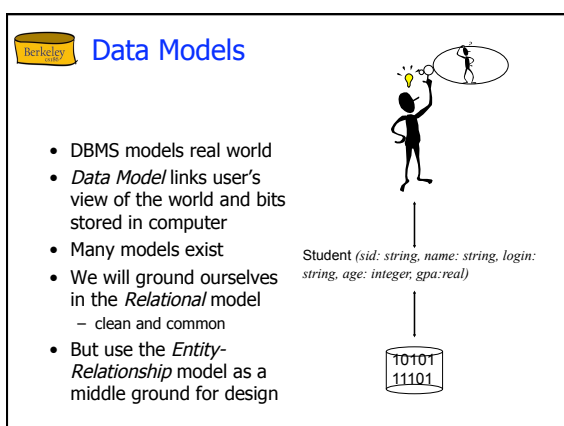 Berkeley
Data Models
• DBMS models real world
• Data Model links user's
view of the world and bits
stored in computer
• Many models exist
• We will ground ourselves
in the Relational model
– clean and common
• But use the Entity-
Relationship model as a
middle ground for design
?
Student (sid: string, name: string, login:
string, age: integer, gpa:real)
10101
11101